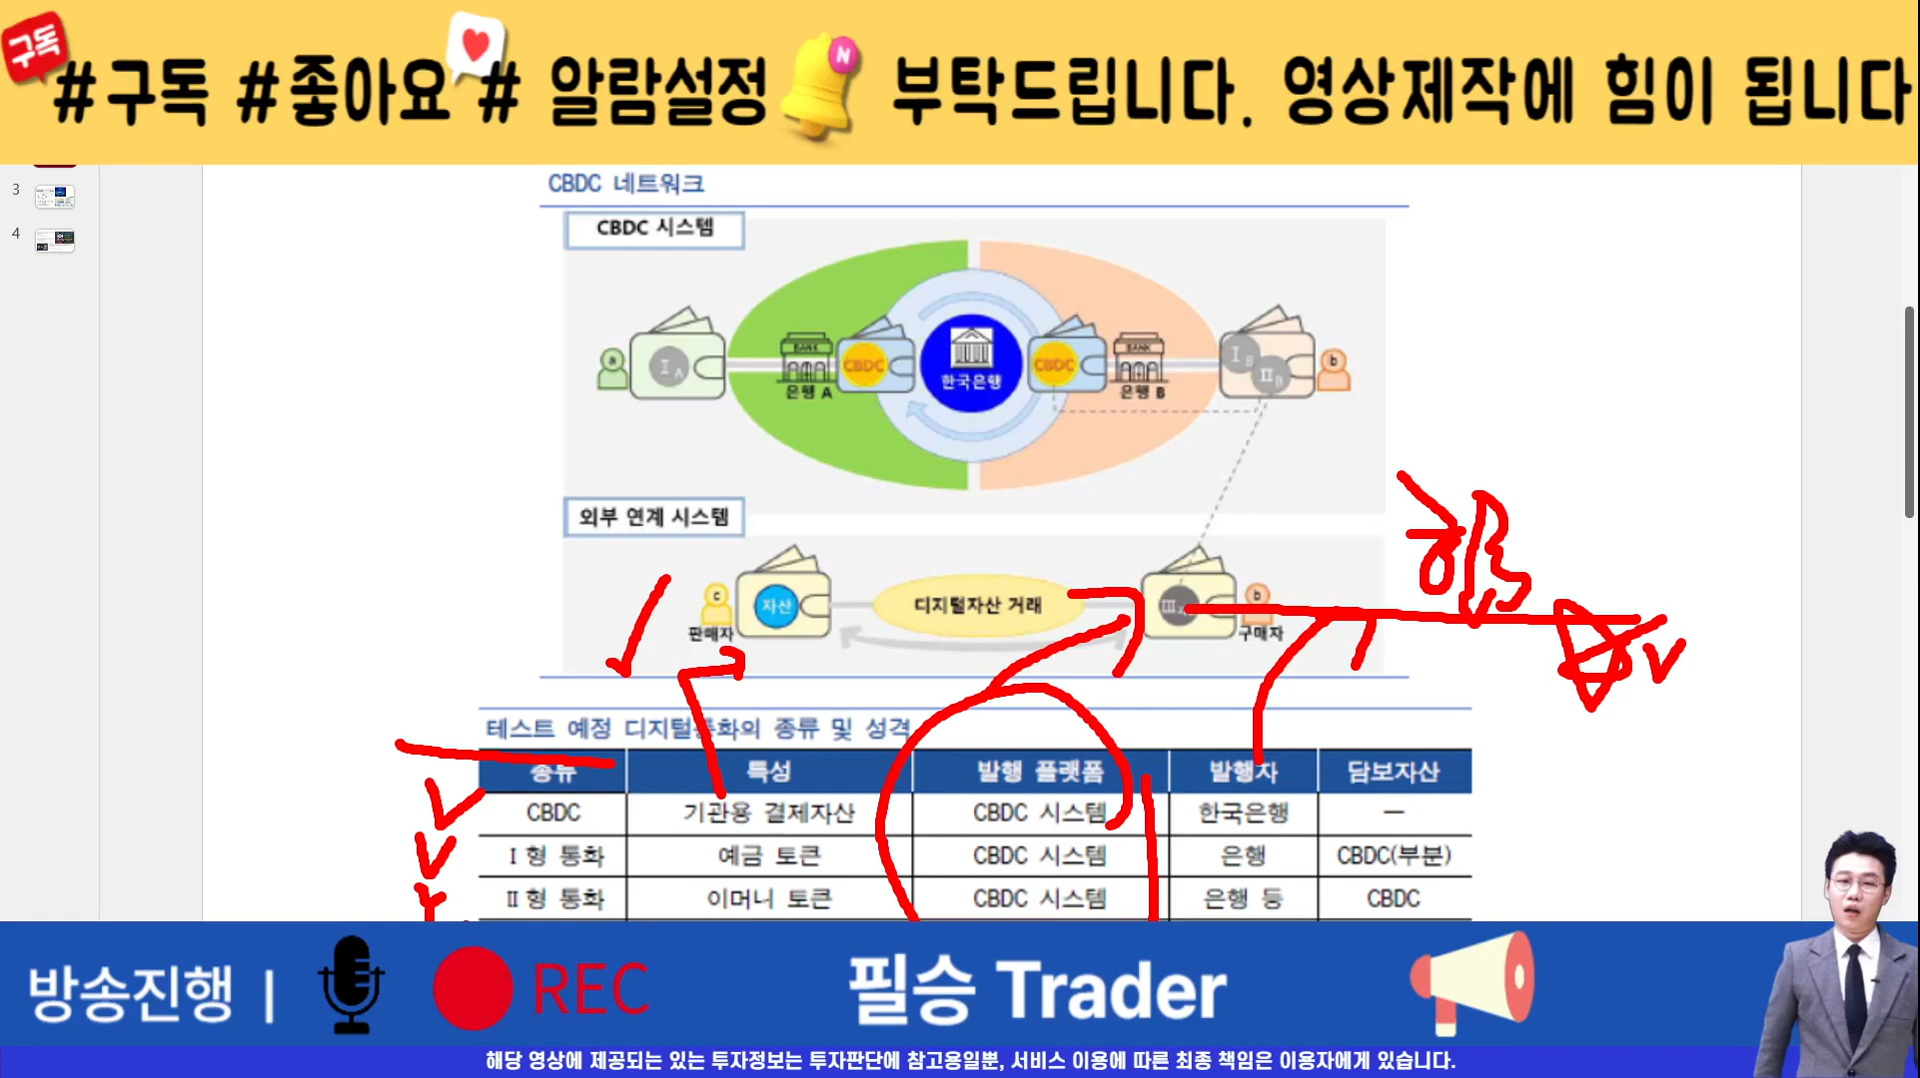 구독
#구독 #좋아요 # 알람설정 N 부탁드립니다. 영상제작에 힘이 됩니다
3
4
CBDC 네트워크
CBDC 시스템
a
I A
BANK
은행 A
CBDC
한국은행
CBDC
BANK
은행 B
I B
II B
b
외부 연계 시스템
c
판매자
자산
디지털자산 거래
b
구매자
테스트 예정 디지털통화의 종류 및 성격
종류 특성 발행 플랫폼 발행자 담보자산
CBDC 기관용 결제자산 CBDC 시스템 한국은행 —
Ⅰ형 통화 예금 토큰 CBDC 시스템 은행 CBDC(부분)
Ⅱ형 통화 이머니 토큰 CBDC 시스템 은행 등 CBDC
방송진행 | REC 필승 Trader
해당 영상에 제공되는 있는 투자정보는 투자판단에 참고용일뿐, 서비스 이용에 따른 최종 책임은 이용자에게 있습니다.